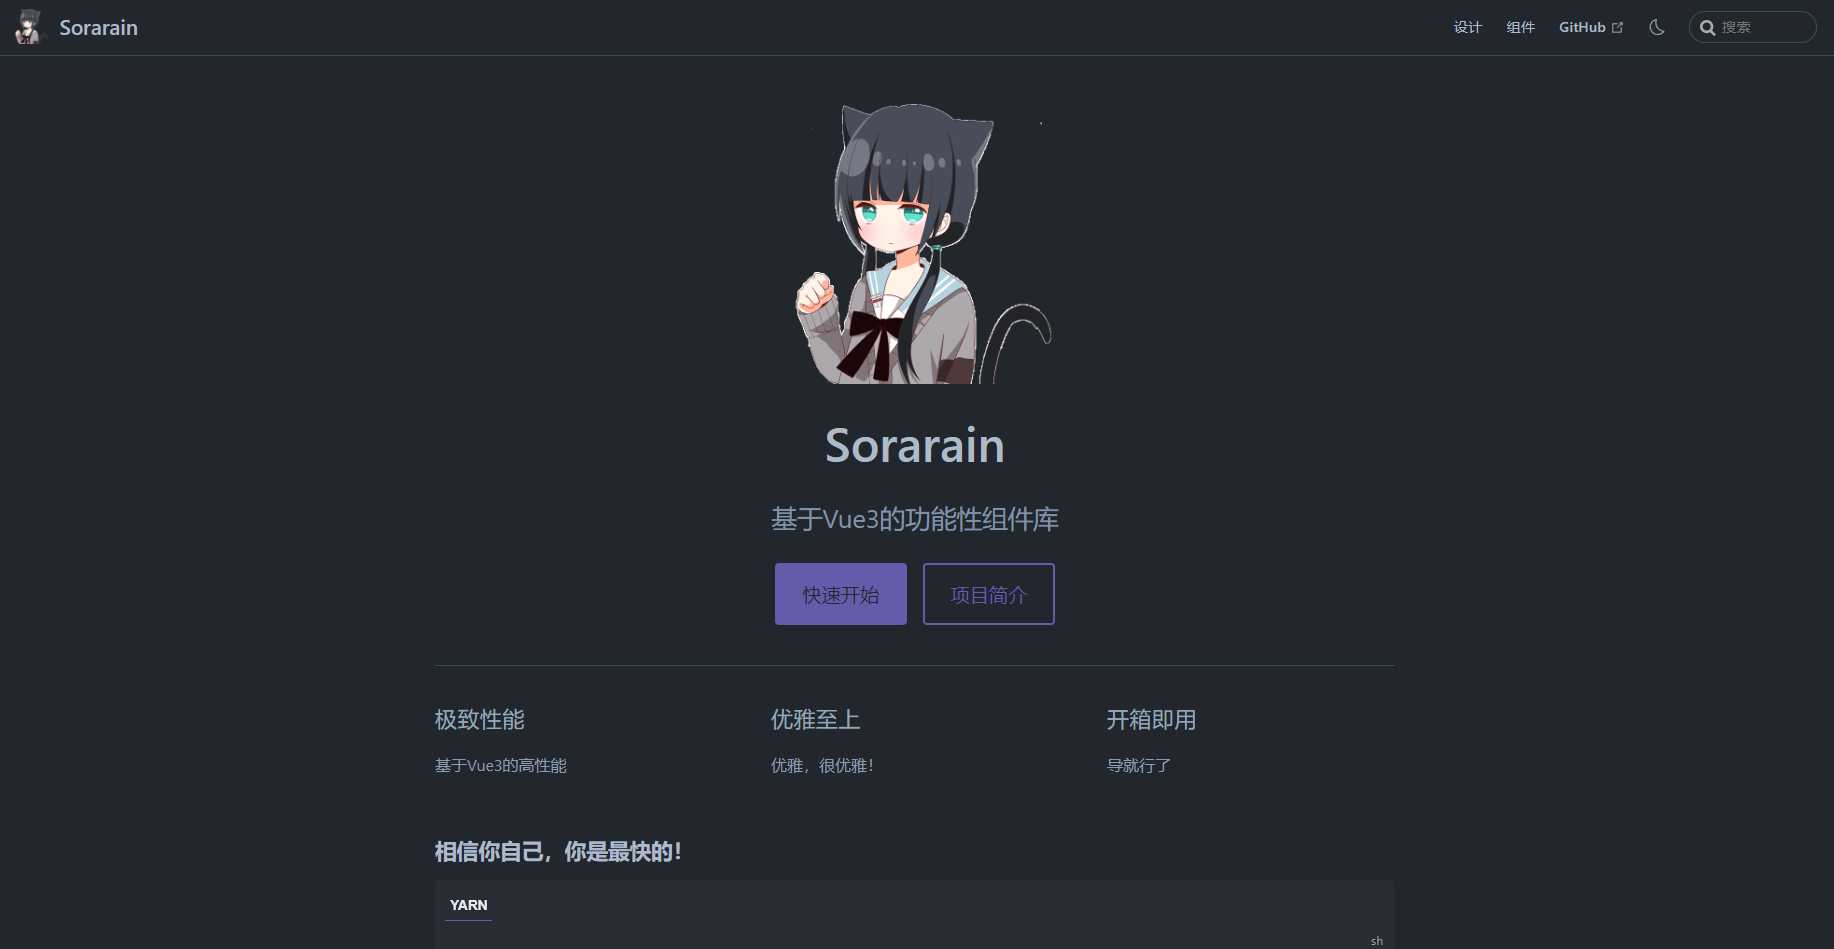 Sorarain
设计 组件 GitHub 搜索
Sorarain
基于Vue3的功能性组件库
快速开始 项目简介
极致性能 优雅至上 开箱即用
基于Vue3的高性能 优雅，很优雅！ 导就行了
相信你自己，你是最快的！
YARN
sh